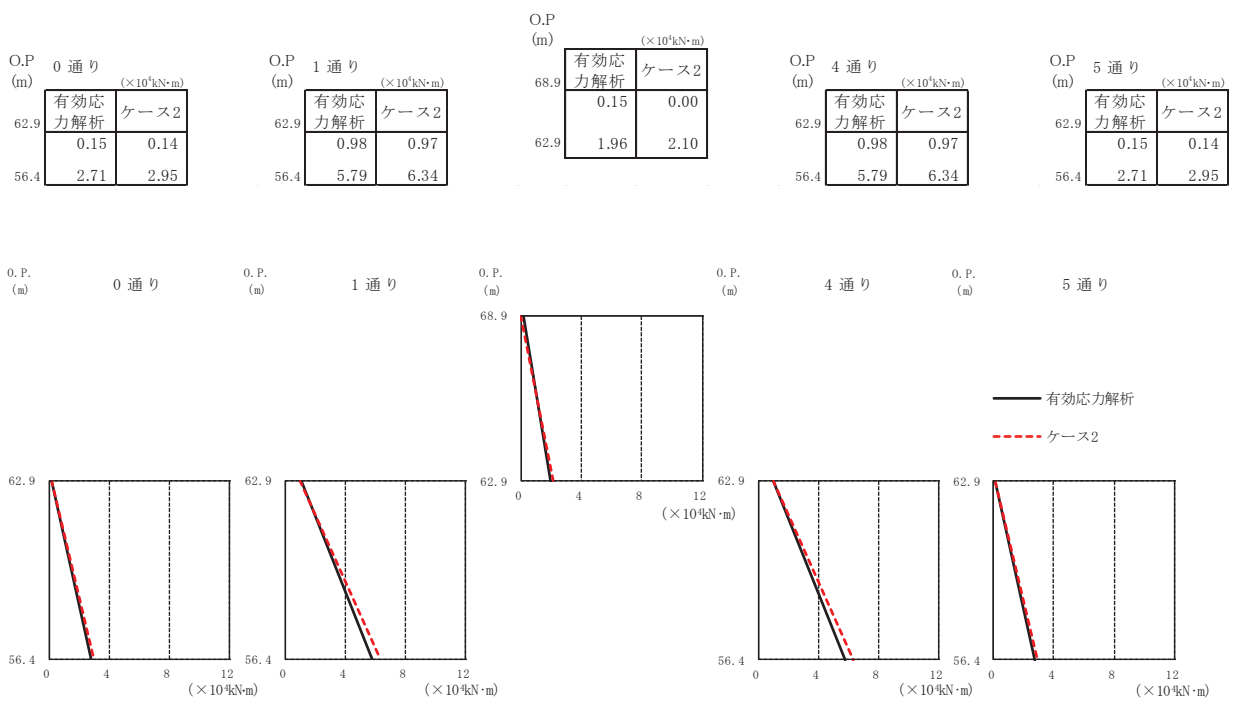 O.P
(m)
0 通り
(×10⁴kN・m)
有効応力解析 ケース2
62.9
0.15 0.14
56.4 2.71 2.95
O.P
(m)
1 通り
(×10⁴kN・m)
有効応力解析 ケース2
62.9
0.98 0.97
56.4 5.79 6.34
O.P
(m)
(×10⁴kN・m)
有効応力解析 ケース2
68.9
0.15 0.00
62.9 1.96 2.10
O.P
(m)
4 通り
(×10⁴kN・m)
有効応力解析 ケース2
62.9
0.98 0.97
56.4 5.79 6.34
O.P
(m)
5 通り
(×10⁴kN・m)
有効応力解析 ケース2
62.9
0.15 0.14
56.4 2.71 2.95
O. P.
(m)
0 通り
62.9
56.4
0 4 8 12
(×10⁴kN・m)
O. P.
(m)
1 通り
62.9
56.4
0 4 8 12
(×10⁴kN・m)
O. P.
(m)
68.9
62.9
0 4 8 12
(×10⁴kN・m)
O. P.
(m)
4 通り
62.9
56.4
0 4 8 12
(×10⁴kN・m)
O. P.
(m)
5 通り
有効応力解析
ケース2
62.9
56.4
0 4 8 12
(×10⁴kN・m)